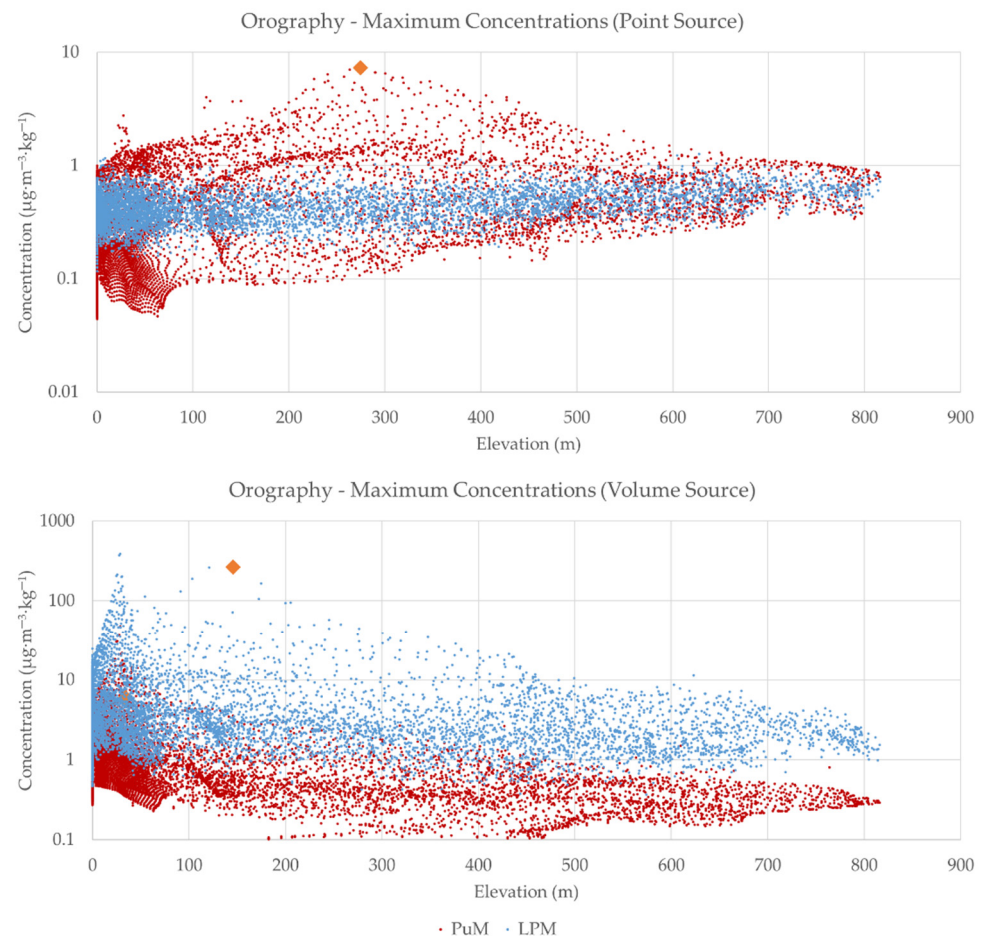 Orography - Maximum Concentrations (Point Source)
Concentration (µg·m⁻³·kg⁻¹)
10
1
0.1
0.01
0 100 200 300 400 500 600 700 800 900
Elevation (m)
Orography - Maximum Concentrations (Volume Source)
Concentration (µg·m⁻³·kg⁻¹)
1000
100
10
1
0.1
0 100 200 300 400 500 600 700 800 900
Elevation (m)
PuM LPM